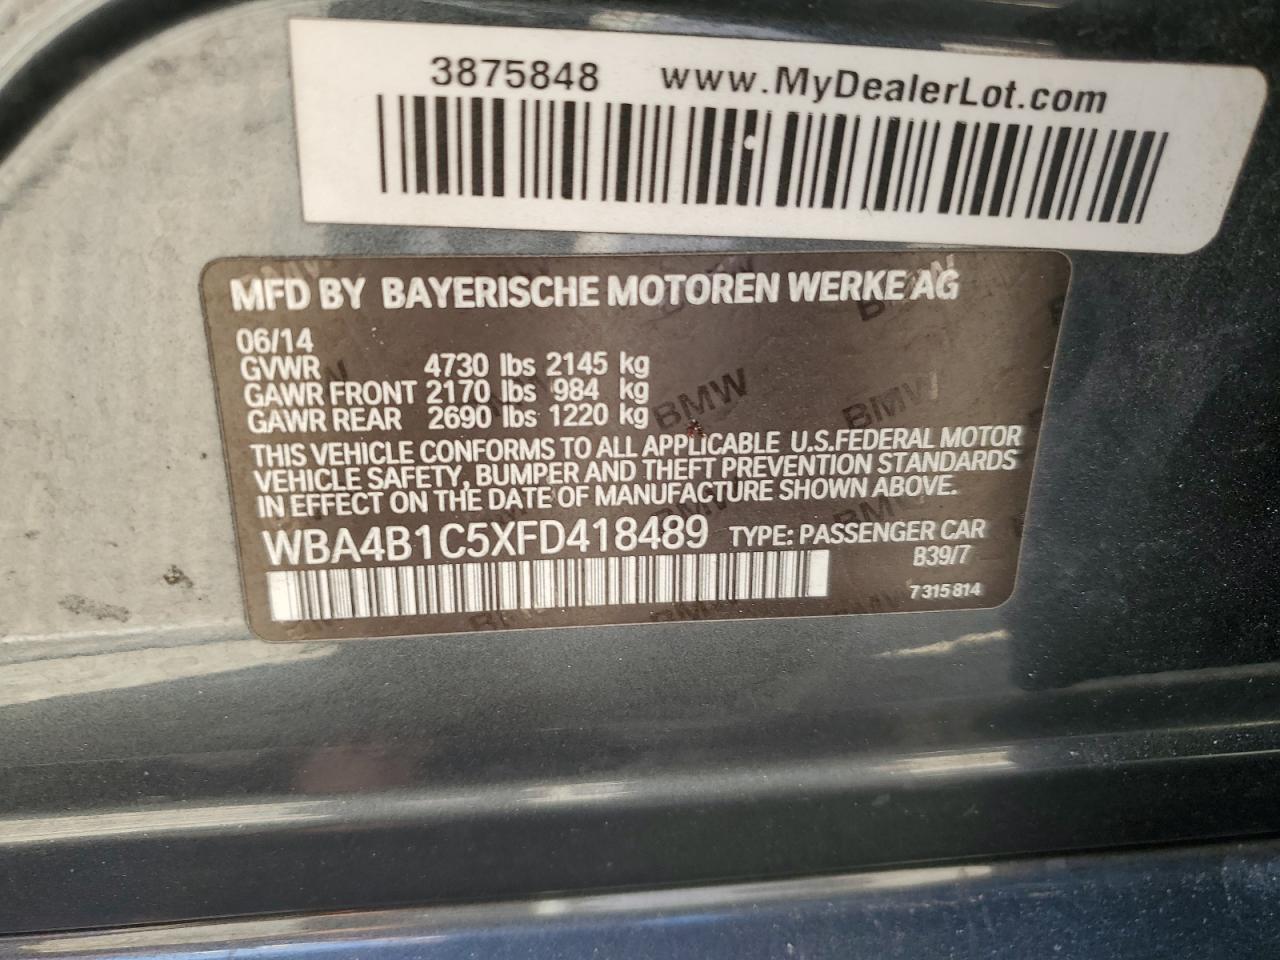 3875848 www.MyDealerLot.com
MFD BY BAYERISCHE MOTOREN WERKE AG
06/14
GVWR 4730 lbs 2145 kg
GAWR FRONT 2170 lbs 984 kg
GAWR REAR 2690 lbs 1220 kg
THIS VEHICLE CONFORMS TO ALL APPLICABLE U.S.FEDERAL MOTOR
VEHICLE SAFETY, BUMPER AND THEFT PREVENTION STANDARDS
IN EFFECT ON THE DATE OF MANUFACTURE SHOWN ABOVE.
WBA4B1C5XFD418489 TYPE: PASSENGER CAR
B39/7
7 315 814